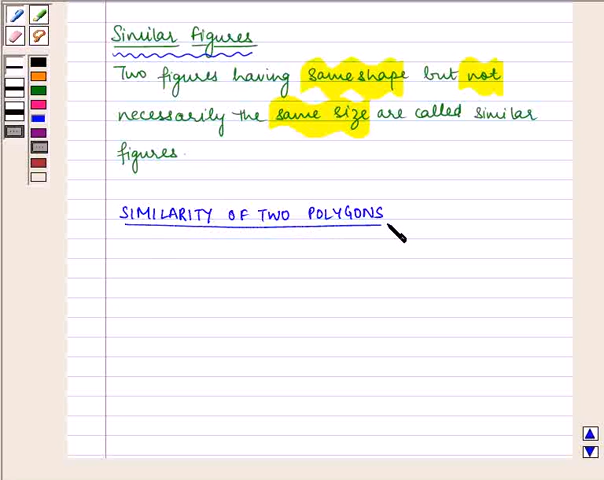 Similar Figures
Two figures having same shape but not
necessarily the same size are called similar
figures.
SIMILARITY OF TWO POLYGONS